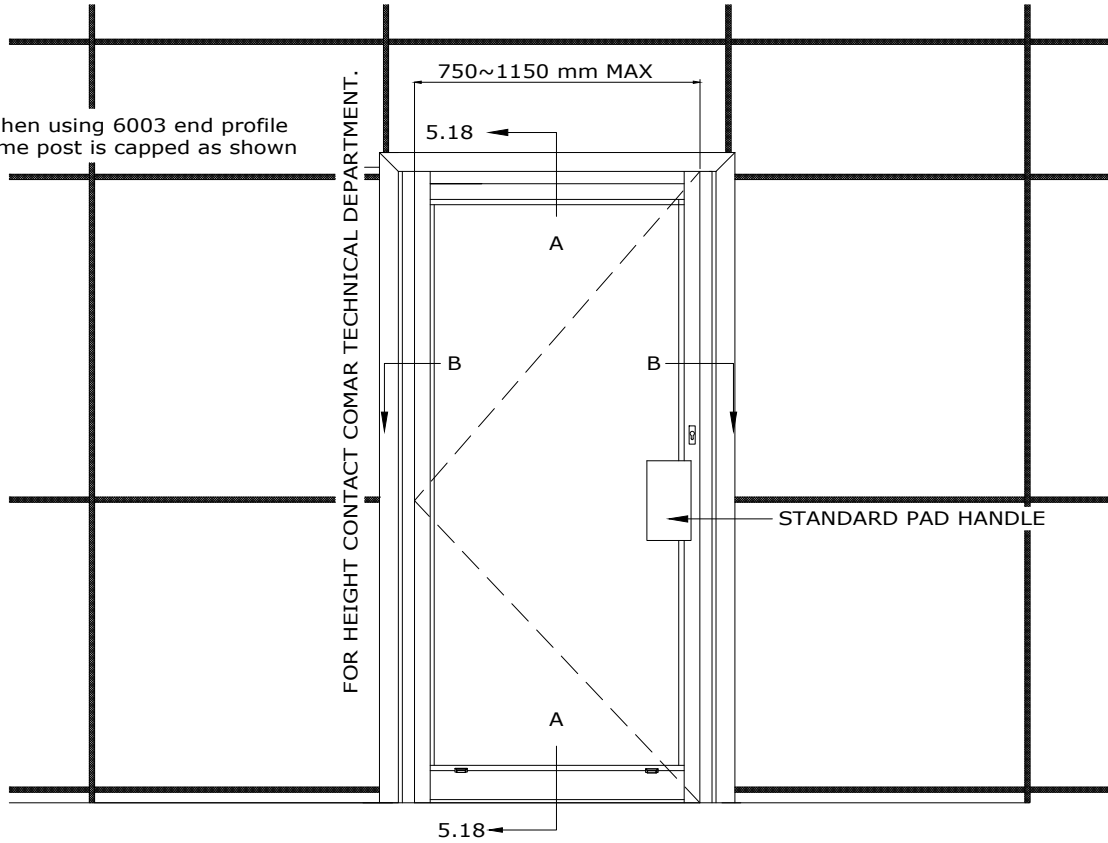 750~1150 mm MAX
hen using 6003 end profile
me post is capped as shown
5.18
FOR HEIGHT CONTACT COMAR TECHNICAL DEPARTMENT.
A
B
B
STANDARD PAD HANDLE
A
5.18